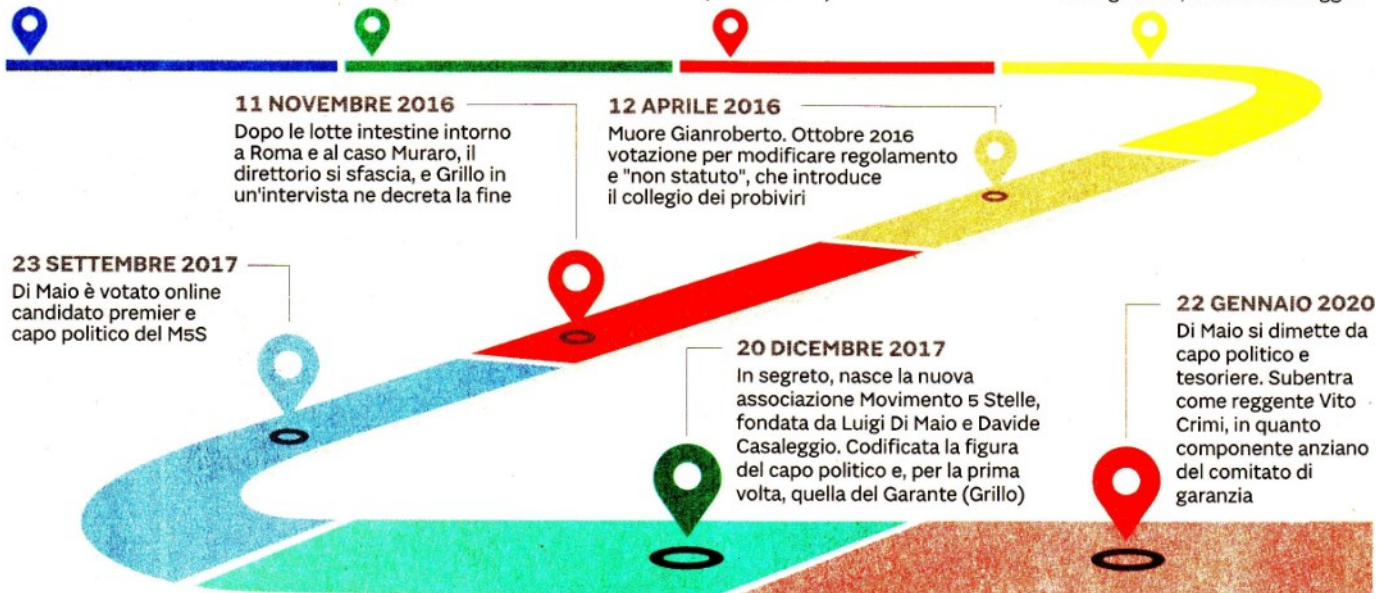 11 NOVEMBRE 2016
Dopo le lotte intestine intorno
a Roma e al caso Muraro, il
direttorio si sfascia, e Grillo in
un'intervista ne decreta la fine
12 APRILE 2016
Muore Gianroberto. Ottobre 2016
votazione per modificare regolamento
e "non statuto", che introduce
il collegio dei probiviri
23 SETTEMBRE 2017
Di Maio è votato online
candidato premier e
capo politico del M5S
20 DICEMBRE 2017
In segreto, nasce la nuova
associazione Movimento 5 Stelle,
fondata da Luigi Di Maio e Davide
Casaleggio. Codificata la figura
del capo politico e, per la prima
volta, quella del Garante (Grillo)
22 GENNAIO 2020
Di Maio si dimette da
capo politico e
tesoriere. Subentra
come reggente Vito
Crimi, in quanto
componente anziano
del comitato di
garanzia